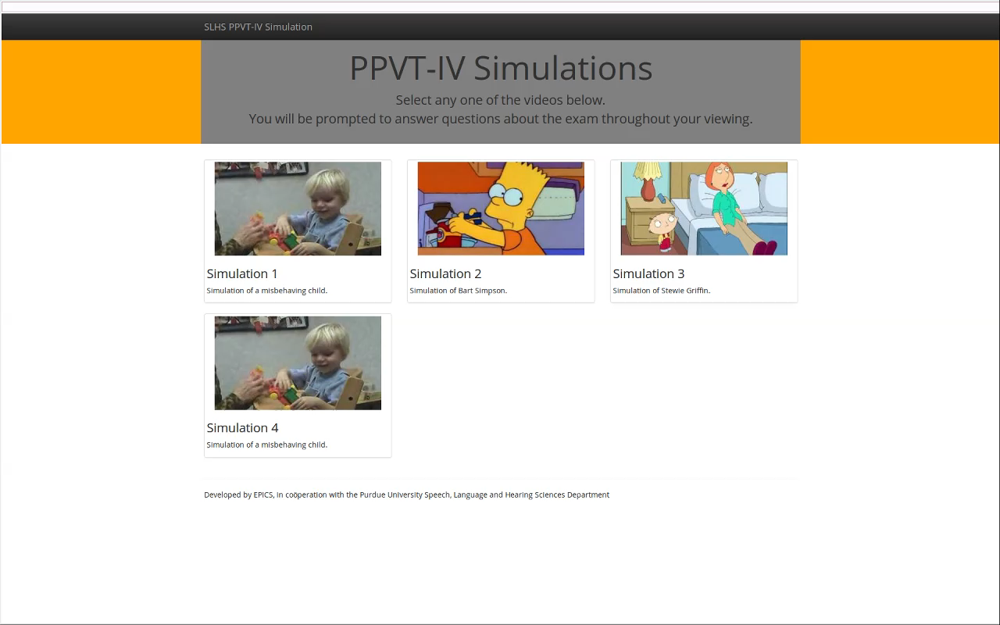 SLHS PPVT-IV Simulation
PPVT-IV Simulations
Select any one of the videos below.
You will be prompted to answer questions about the exam throughout your viewing.
Simulation 1
Simulation of a misbehaving child.
Simulation 2
Simulation of Bart Simpson.
Simulation 3
Simulation of Stewie Griffin.
Simulation 4
Simulation of a misbehaving child.
Developed by EPICS, in coöperation with the Purdue University Speech, Language and Hearing Sciences Department